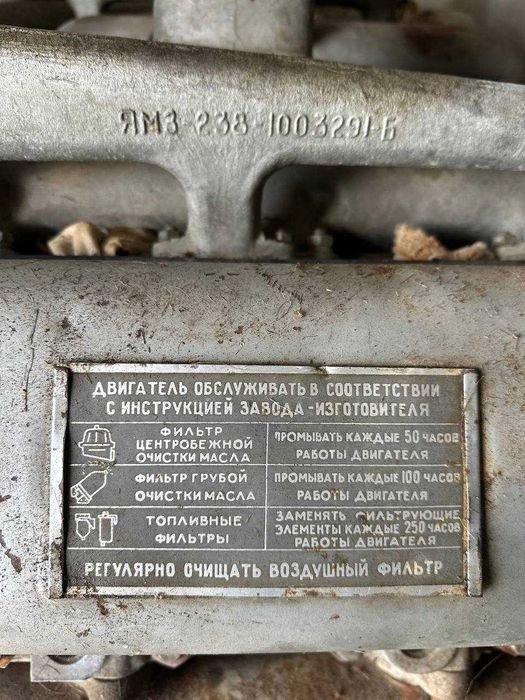 ЯМЗ-238-1003291-Б
ДВИГАТЕЛЬ ОБСЛУЖИВАТЬ В СООТВЕТСТВИИ
С ИНСТРУКЦИЕЙ ЗАВОДА-ИЗГОТОВИТЕЛЯ
ФИЛЬТР
ЦЕНТРОБЕЖНОЙ
ОЧИСТКИ МАСЛА
ПРОМЫВАТЬ КАЖДЫЕ 50 ЧАСОВ
РАБОТЫ ДВИГАТЕЛЯ
ФИЛЬТР ГРУБОЙ
ОЧИСТКИ МАСЛА
ПРОМЫВАТЬ КАЖДЫЕ 100 ЧАСОВ
РАБОТЫ ДВИГАТЕЛЯ
ТОПЛИВНЫЕ
ФИЛЬТРЫ
ЗАМЕНЯТЬ ФИЛЬТРУЮЩИЕ
ЭЛЕМЕНТЫ КАЖДЫЕ 250 ЧАСОВ
РАБОТЫ ДВИГАТЕЛЯ
РЕГУЛЯРНО ОЧИЩАТЬ ВОЗДУШНЫЙ ФИЛЬТР